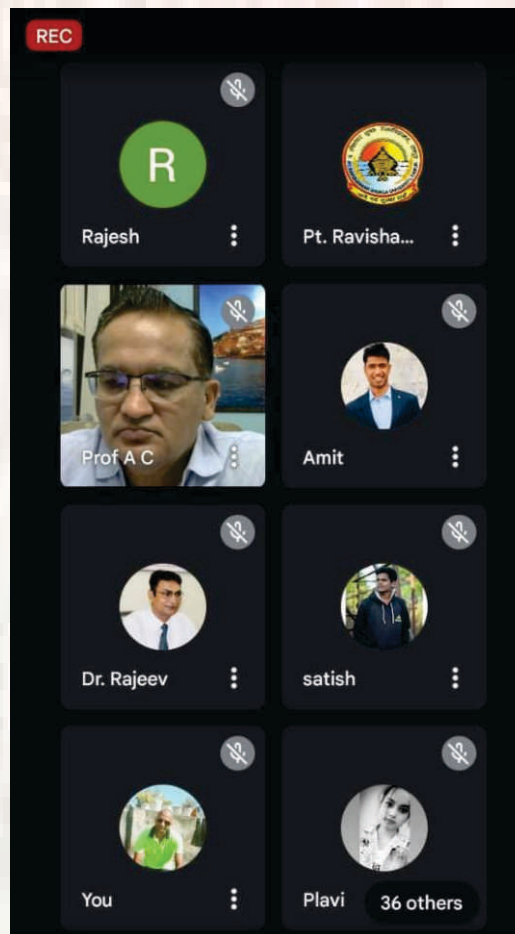 REC
R
Rajesh
Pt. Ravisha...
Prof A C
Amit
Dr. Rajeev
satish
You
Plavi
36 others